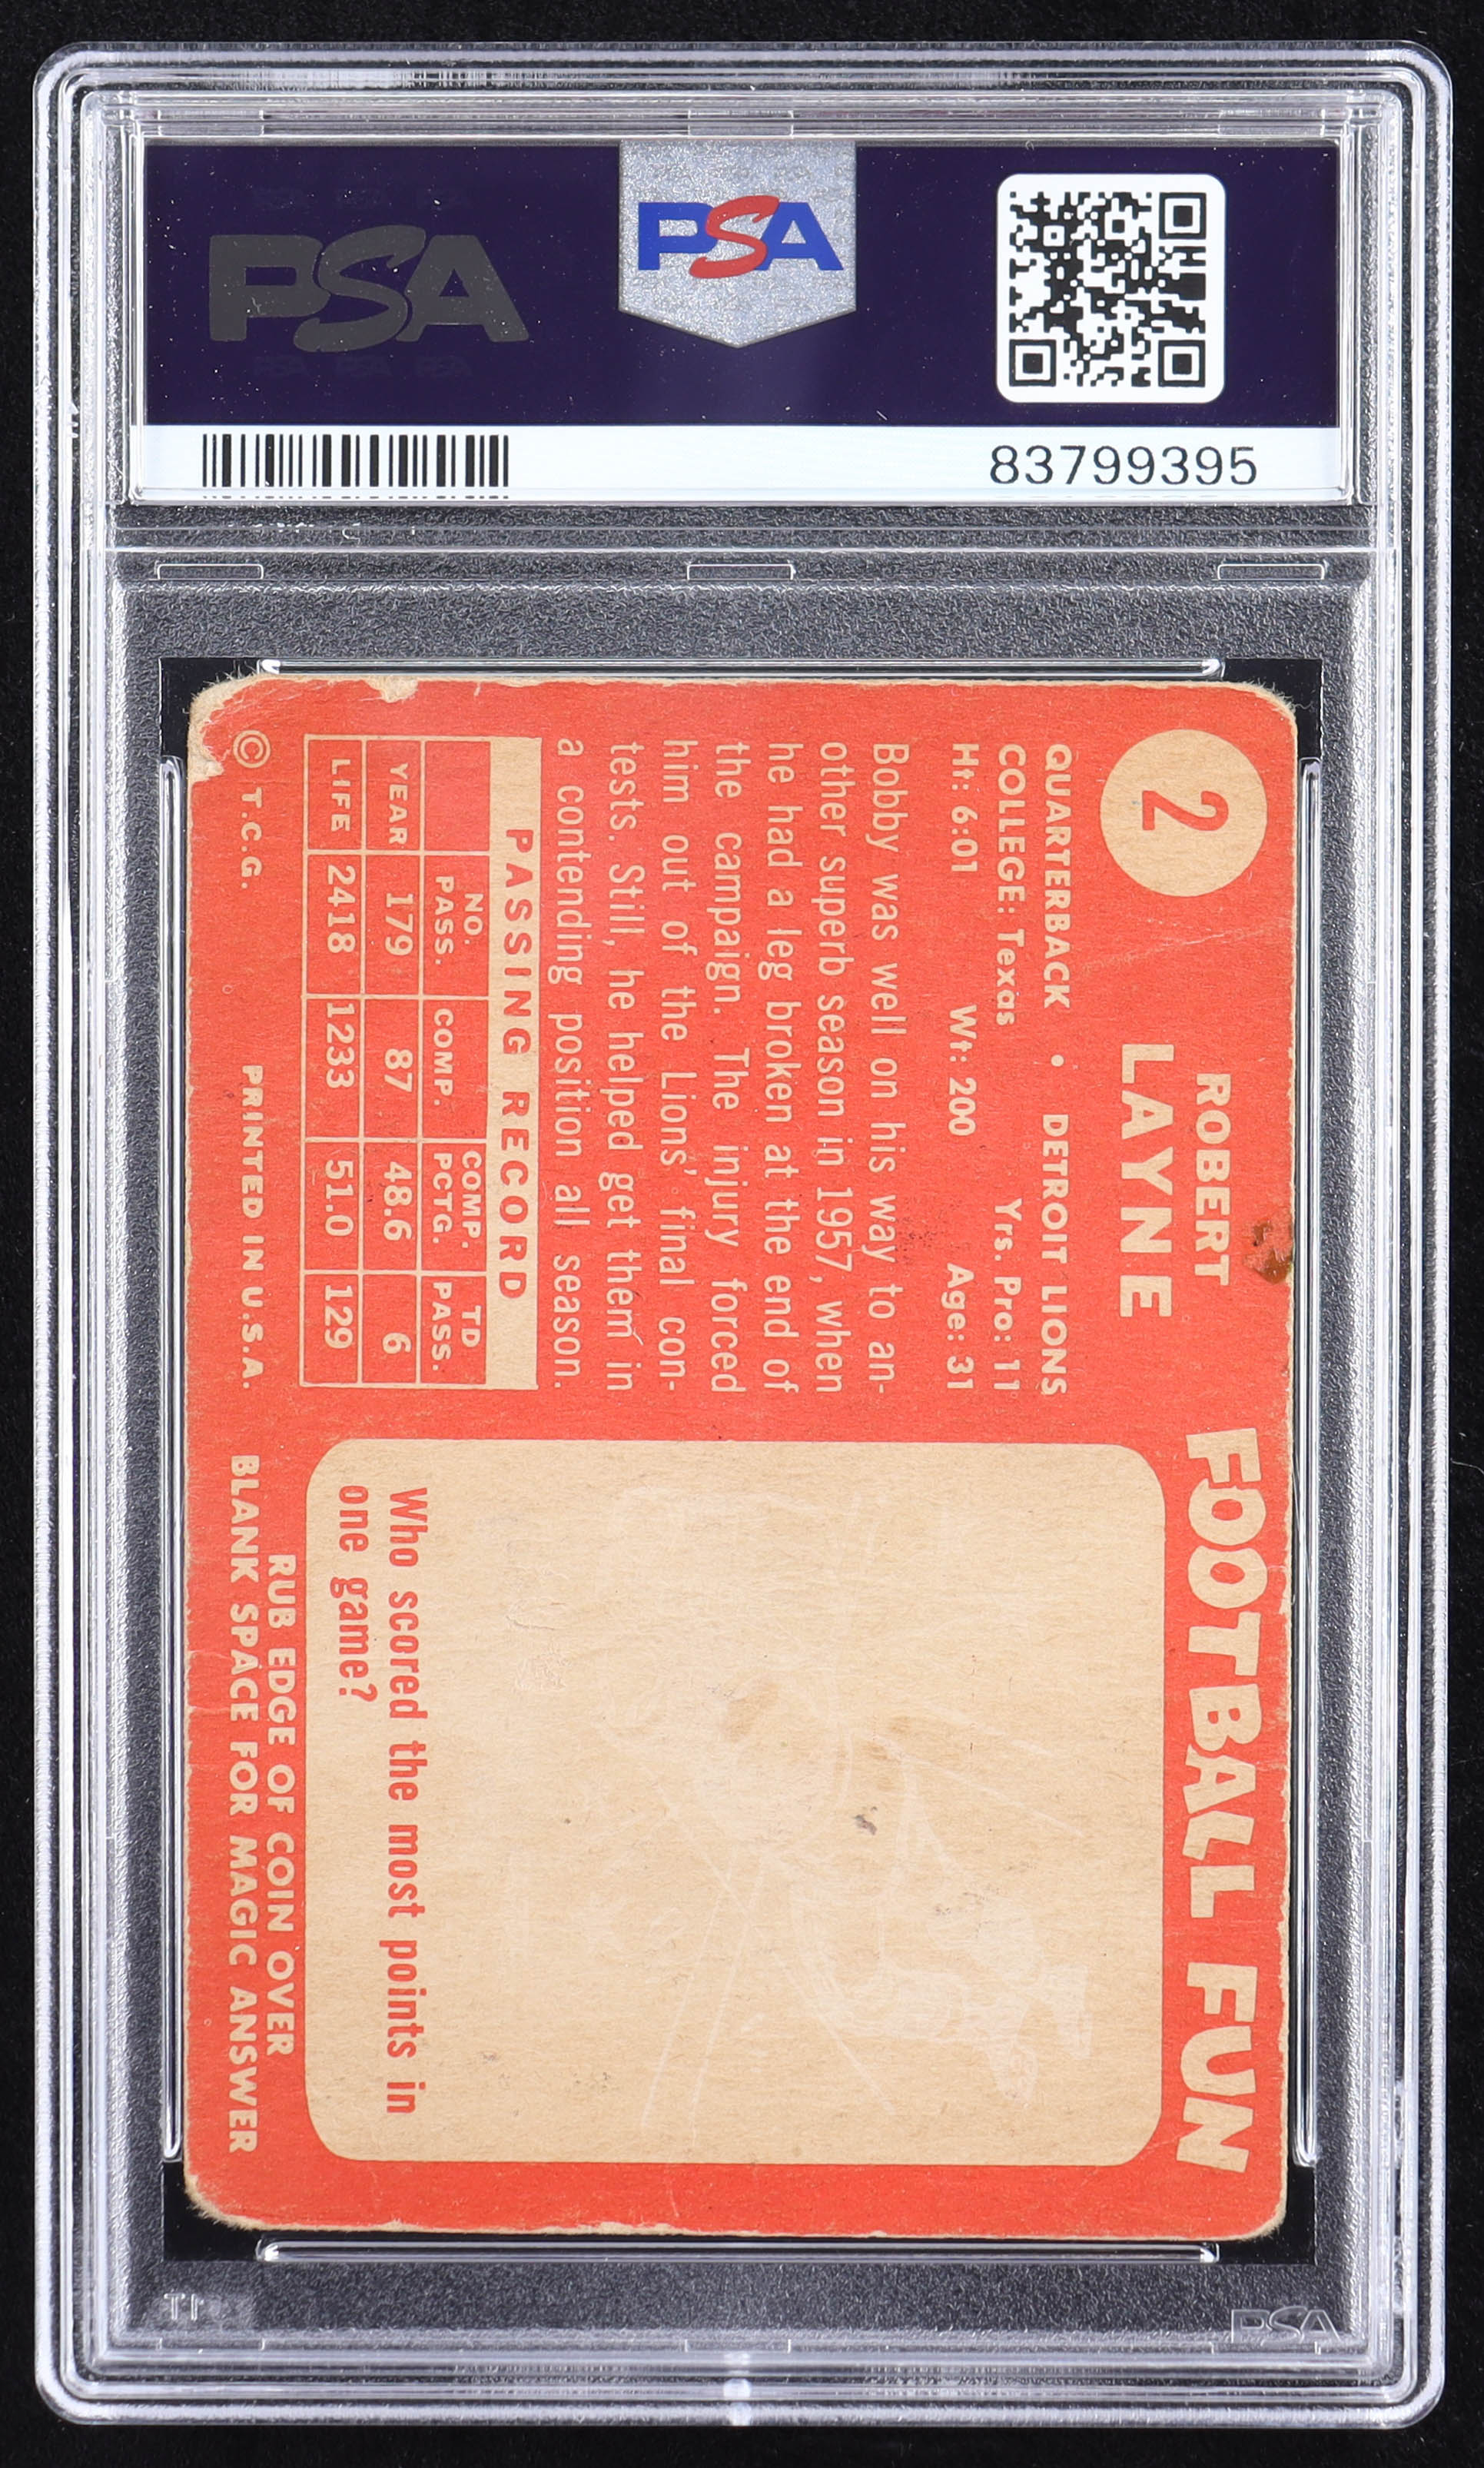 PSA
PSA
83799395
2
ROBERT
LAYNE
QUARTERBACK • DETROIT LIONS
COLLEGE: Texas Yrs. Pro: 11
Ht: 6:01 Wt: 200 Age: 31
Bobby was well on his way to an-
other superb season in 1957, when
he had a leg broken at the end of
the campaign. The injury forced
him out of the Lions' final con-
tests. Still, he helped get them in
a contending position all season.
PASSING RECORD
NO. PASS. COMP. COMP. PCTG. TD PASS.
YEAR 179 87 48.6 6
LIFE 2418 1233 51.0 129
© T.C.G. PRINTED IN U.S.A.
FOOTBALL FUN
Who scored the most points in
one game?
RUB EDGE OF COIN OVER
BLANK SPACE FOR MAGIC ANSWER
PSA